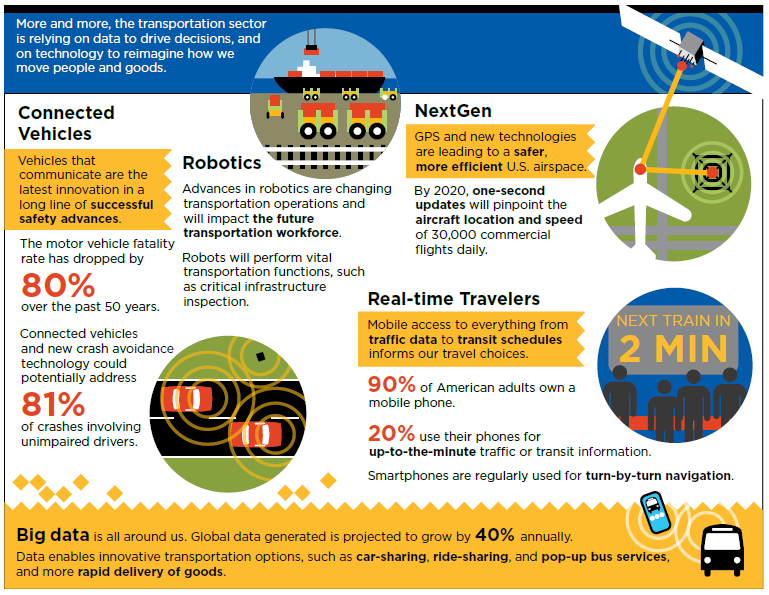 More and more, the transportation sector
is relying on data to drive decisions, and
on technology to reimagine how we
move people and goods.
Connected
Vehicles
Vehicles that
communicate are the
latest innovation in a
long line of successful
safety advances.
The motor vehicle fatality
rate has dropped by
80%
over the past 50 years.
Connected vehicles
and new crash avoidance
technology could
potentially address
81%
of crashes involving
unimpaired drivers.
Robotics
Advances in robotics are changing
transportation operations and
will impact the future
transportation workforce.
Robots will perform vital
transportation functions, such
as critical infrastructure
inspection.
NextGen
GPS and new technologies
are leading to a safer,
more efficient U.S. airspace.
By 2020, one-second
updates will pinpoint the
aircraft location and speed
of 30,000 commercial
flights daily.
Real-time Travelers
Mobile access to everything from
traffic data to transit schedules
informs our travel choices.
90% of American adults own a
mobile phone.
20% use their phones for
up-to-the-minute traffic or transit information.
Smartphones are regularly used for turn-by-turn navigation.
NEXT TRAIN IN
2 MIN
Big data is all around us. Global data generated is projected to grow by 40% annually.
Data enables innovative transportation options, such as car-sharing, ride-sharing, and pop-up bus services,
and more rapid delivery of goods.